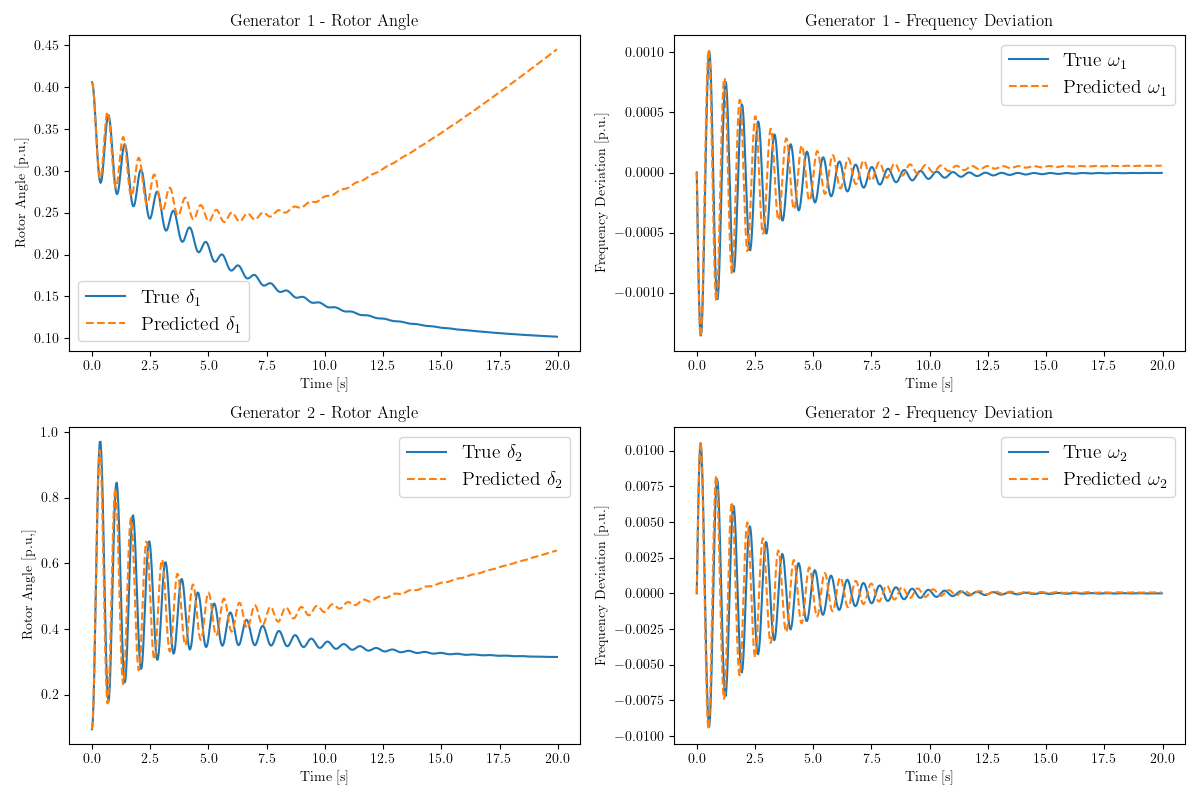 Generator 1 - Rotor Angle
0.45
0.40
0.35
0.30
0.25
0.20
0.15
0.10
Rotor Angle [p.u.]
True δ₁
Predicted δ₁
0.0 2.5 5.0 7.5 10.0 12.5 15.0 17.5 20.0
Time [s]
Generator 1 - Frequency Deviation
0.0010
0.0005
0.0000
−0.0005
−0.0010
Frequency Deviation [p.u.]
True ω₁
Predicted ω₁
0.0 2.5 5.0 7.5 10.0 12.5 15.0 17.5 20.0
Time [s]
Generator 2 - Rotor Angle
1.0
0.8
0.6
0.4
0.2
Rotor Angle [p.u.]
True δ₂
Predicted δ₂
0.0 2.5 5.0 7.5 10.0 12.5 15.0 17.5 20.0
Time [s]
Generator 2 - Frequency Deviation
0.0100
0.0075
0.0050
0.0025
0.0000
−0.0025
−0.0050
−0.0075
−0.0100
Frequency Deviation [p.u.]
True ω₂
Predicted ω₂
0.0 2.5 5.0 7.5 10.0 12.5 15.0 17.5 20.0
Time [s]